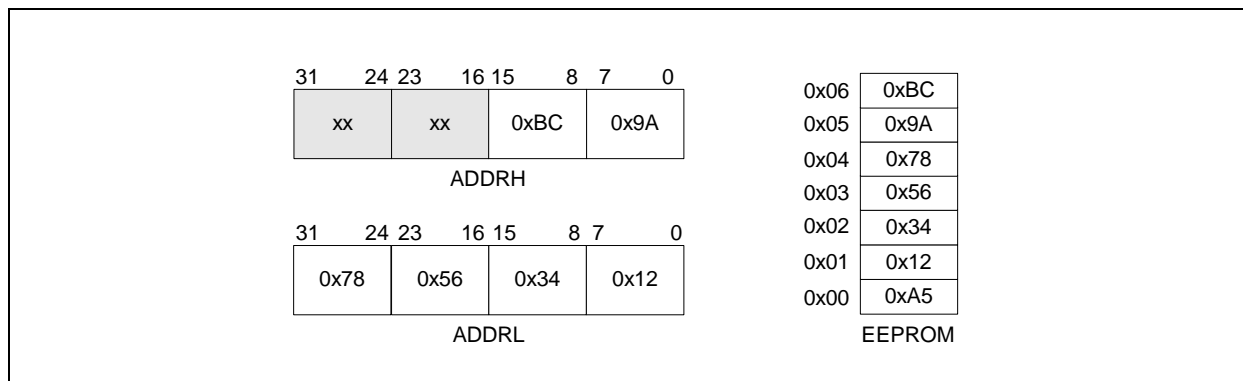 31 24 23 16 15 8 7 0
xx xx 0xBC 0x9A
ADDRH
31 24 23 16 15 8 7 0
0x78 0x56 0x34 0x12
ADDRL
0x06 0xBC
0x05 0x9A
0x04 0x78
0x03 0x56
0x02 0x34
0x01 0x12
0x00 0xA5
EEPROM